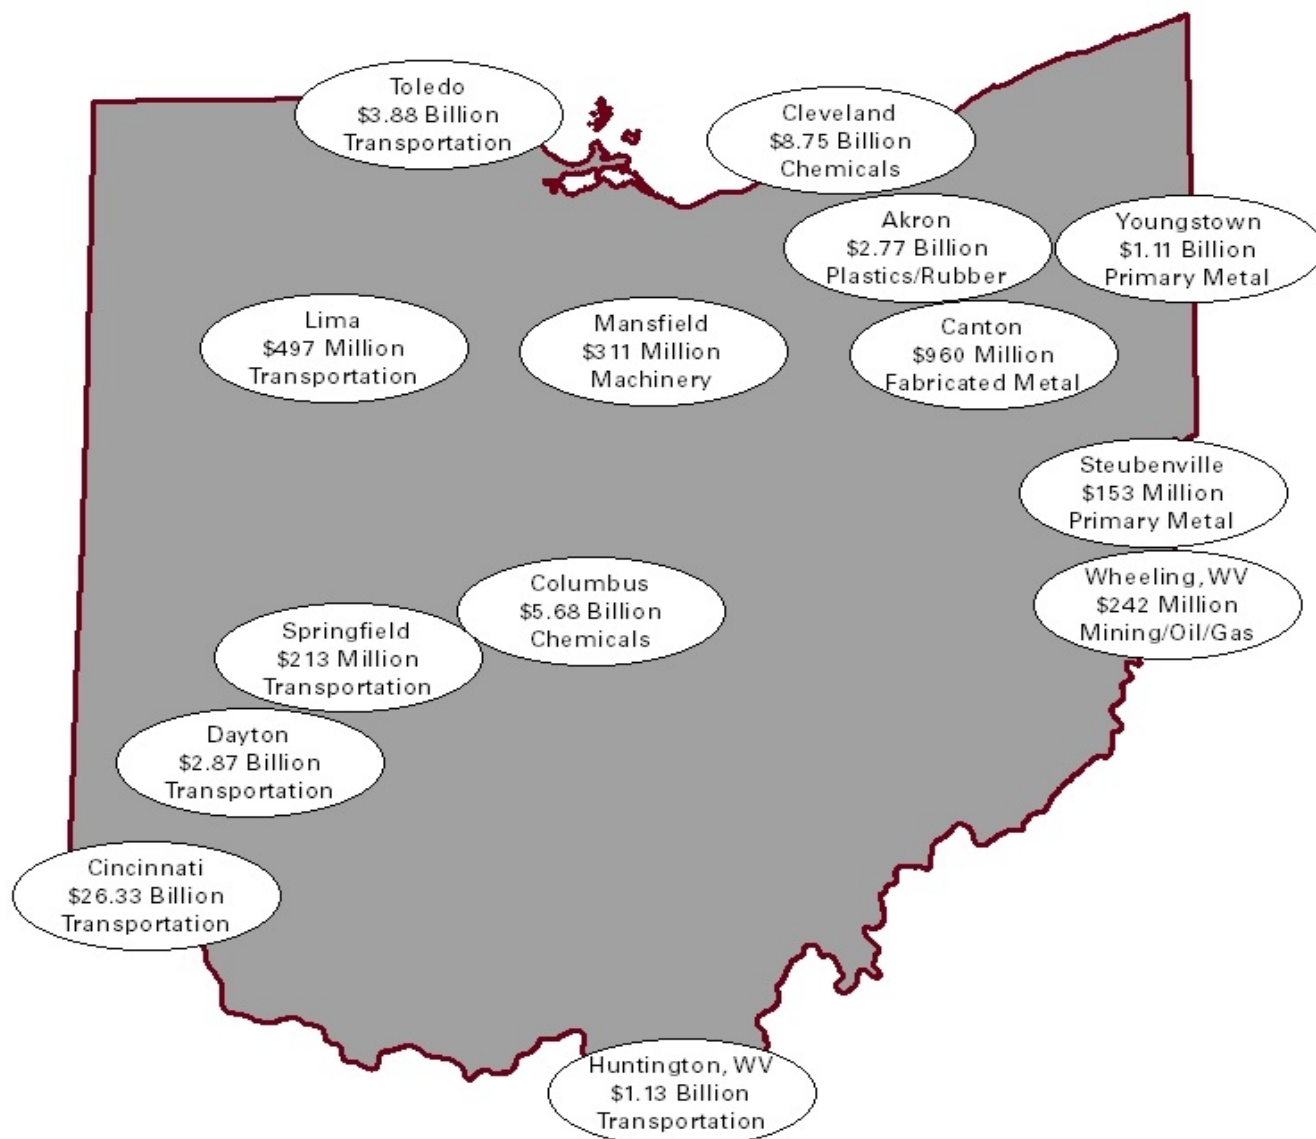 Toledo
$3.88 Billion
Transportation
Cleveland
$8.75 Billion
Chemicals
Akron
$2.77 Billion
Plastics/Rubber
Youngstown
$1.11 Billion
Primary Metal
Lima
$497 Million
Transportation
Mansfield
$311 Million
Machinery
Canton
$960 Million
Fabricated Metal
Steubenville
$153 Million
Primary Metal
Wheeling, WV
$242 Million
Mining/Oil/Gas
Columbus
$5.68 Billion
Chemicals
Springfield
$213 Million
Transportation
Dayton
$2.87 Billion
Transportation
Cincinnati
$26.33 Billion
Transportation
Huntington, WV
$1.13 Billion
Transportation